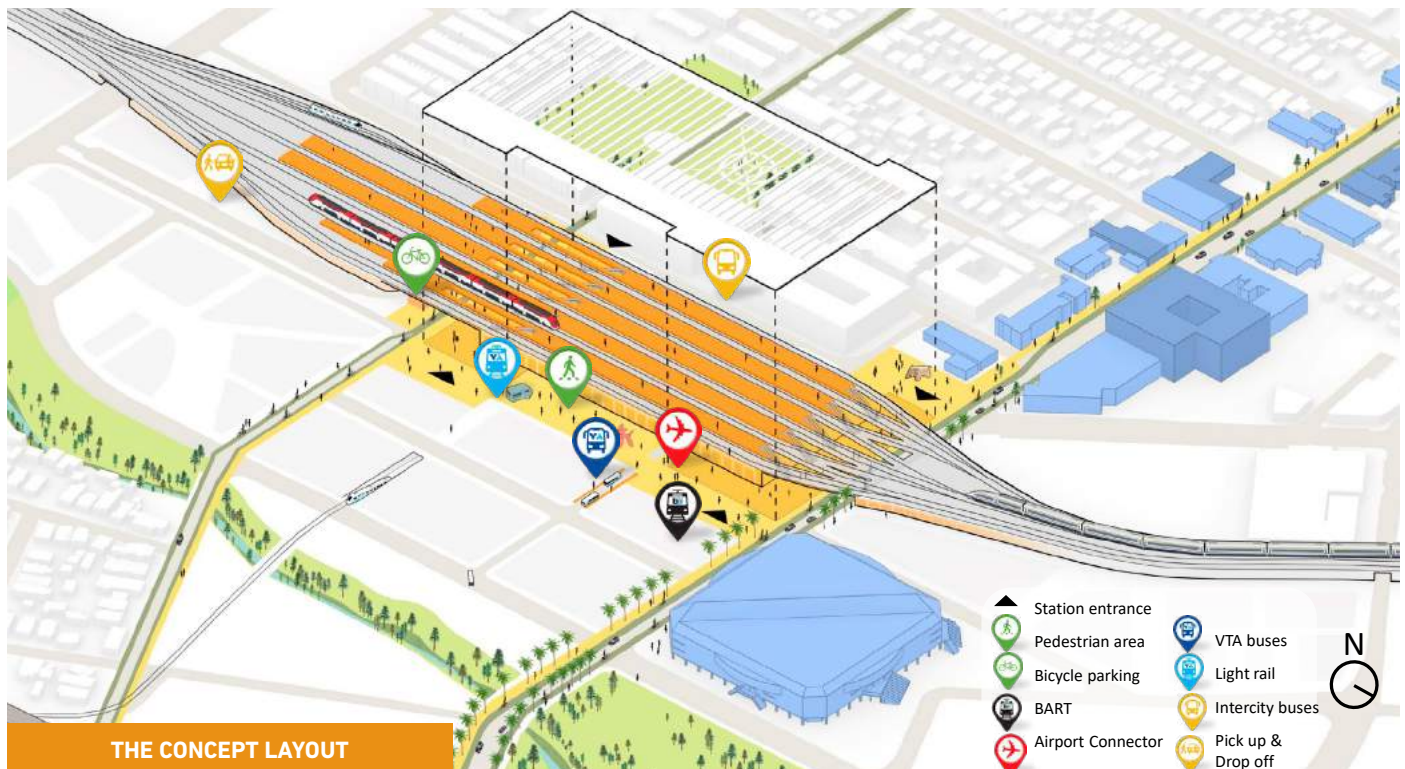 Station entrance
Pedestrian area
Bicycle parking
BART
Airport Connector
VTA buses
Light rail
Intercity buses
Pick up &
Drop off
N
THE CONCEPT LAYOUT